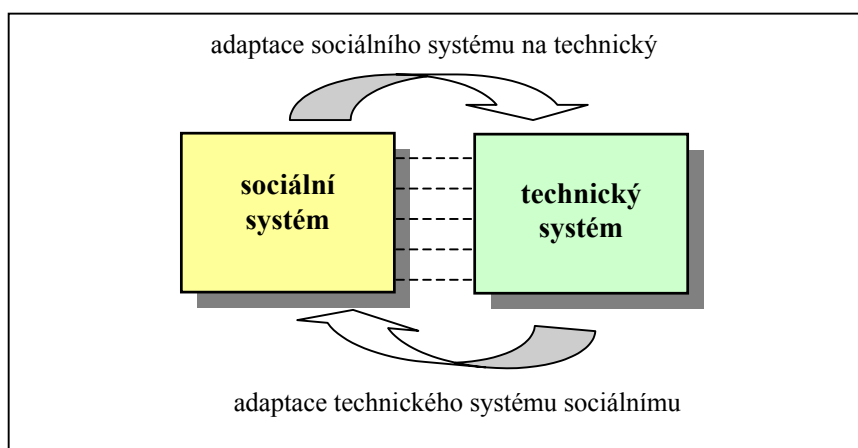 adaptace sociálního systému na technický
sociální
systém
technický
systém
adaptace technického systému sociálnímu